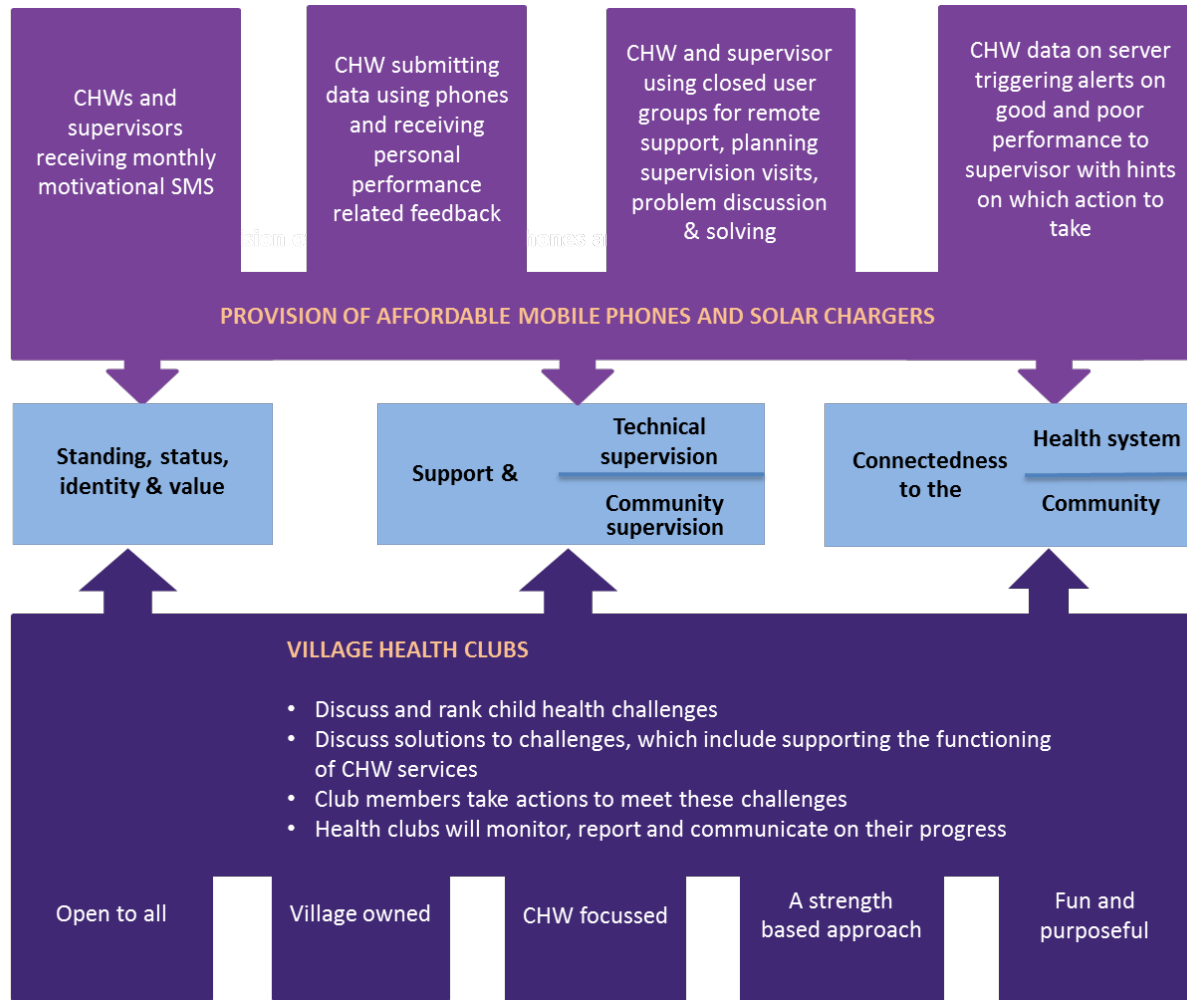 CHWs and
supervisors
receiving monthly
motivational SMS
CHW submitting
data using phones
and receiving
personal
performance
related feedback
CHW and supervisor
using closed user
groups for remote
support, planning
supervision visits,
problem discussion
& solving
CHW data on server
triggering alerts on
good and poor
performance to
supervisor with hints
on which action to
take
PROVISION OF AFFORDABLE MOBILE PHONES AND SOLAR CHARGERS
Standing, status,
identity & value
Support &
Technical
supervision
Community
supervision
Connectedness
to the
Health system
Community
VILLAGE HEALTH CLUBS
• Discuss and rank child health challenges
• Discuss solutions to challenges, which include supporting the functioning
of CHW services
• Club members take actions to meet these challenges
• Health clubs will monitor, report and communicate on their progress
Open to all
Village owned
CHW focussed
A strength
based approach
Fun and
purposeful